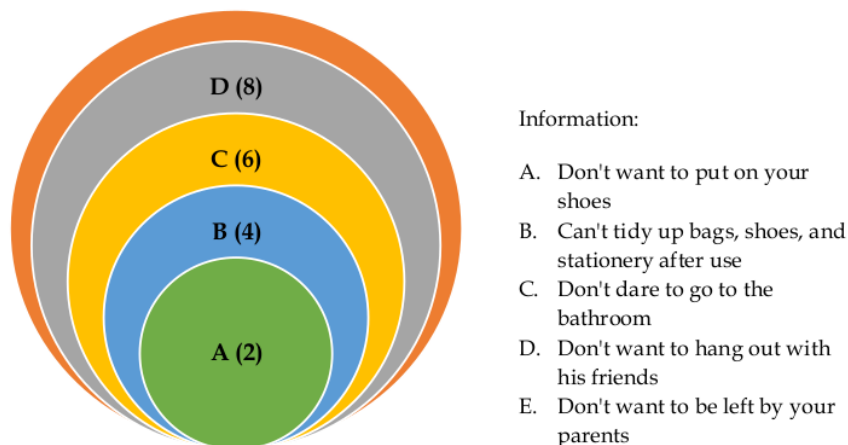 D (8)
C (6)
B (4)
A (2)
Information:
A. Don't want to put on your
shoes
B. Can't tidy up bags, shoes, and
stationery after use
C. Don't dare to go to the
bathroom
D. Don't want to hang out with
his friends
E. Don't want to be left by your
parents